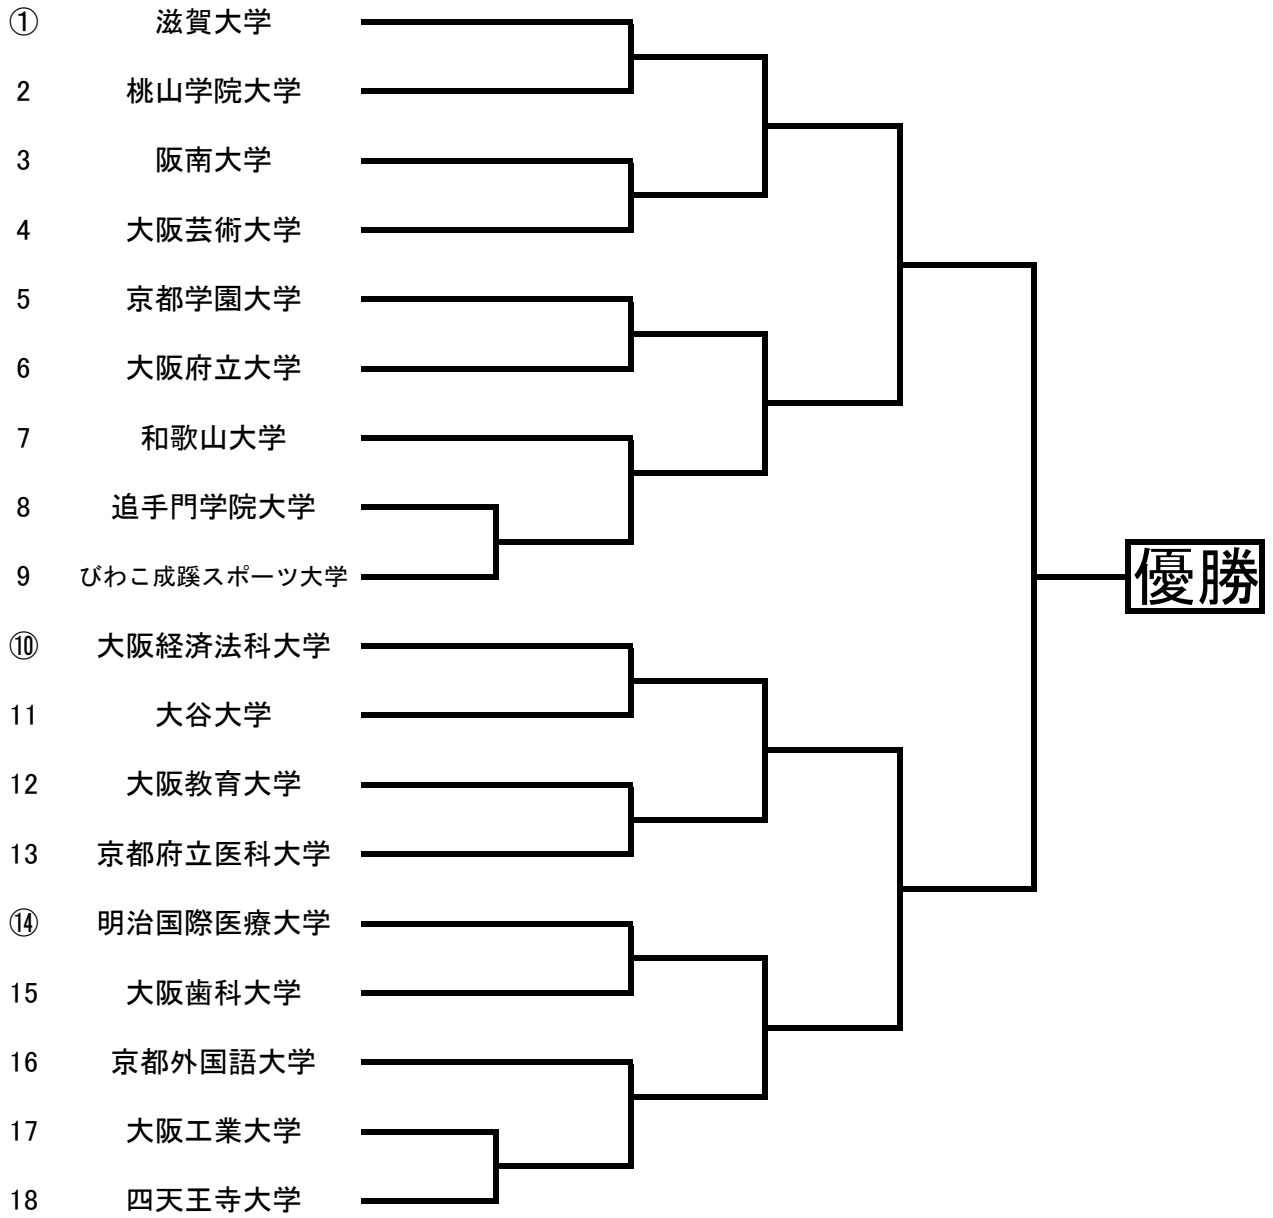 ① 滋賀大学
2 桃山学院大学
3 阪南大学
4 大阪芸術大学
5 京都学園大学
6 大阪府立大学
7 和歌山大学
8 追手門学院大学
9 びわこ成蹊スポーツ大学
優勝
⑩ 大阪経済法科大学
11 大谷大学
12 大阪教育大学
13 京都府立医科大学
⑭ 明治国際医療大学
15 大阪歯科大学
16 京都外国語大学
17 大阪工業大学
18 四天王寺大学